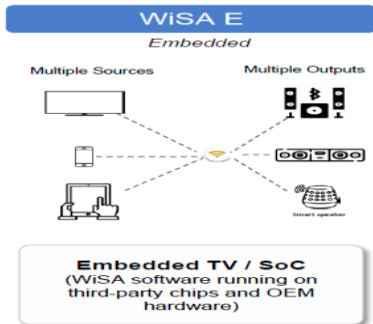 WiSA E
Embedded
Multiple Sources
Multiple Outputs
Smart speaker
Embedded TV / SoC
(WiSA software running on
third-party chips and OEM
hardware)